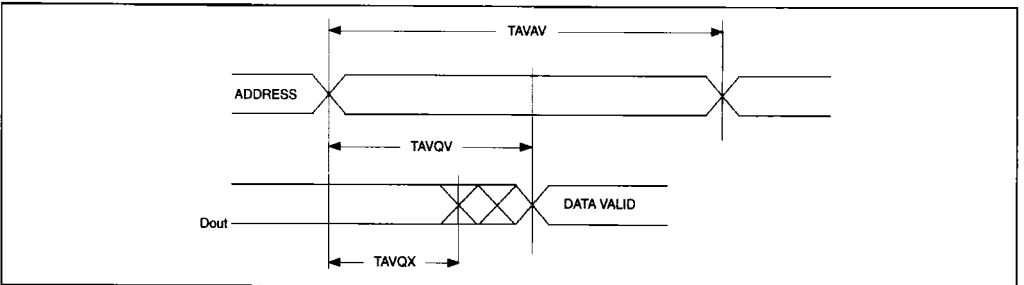 TAVAV
ADDRESS
TAVQV
DATA VALID
Dout
TAVQX